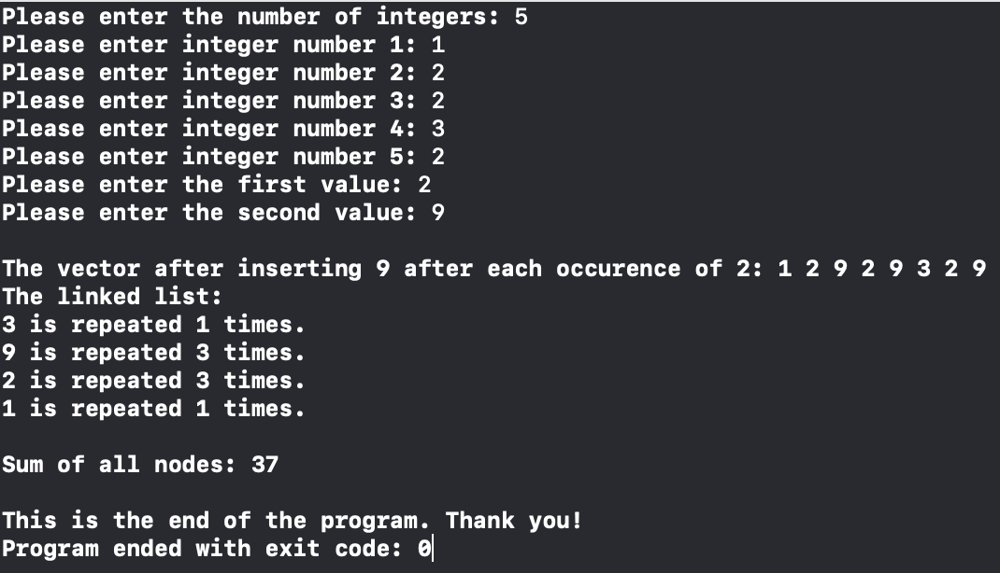 Please enter the number of integers: 5
Please enter integer number 1: 1
Please enter integer number 2: 2
Please enter integer number 3: 2
Please enter integer number 4: 3
Please enter integer number 5: 2
Please enter the first value: 2
Please enter the second value: 9
The vector after inserting 9 after each occurence of 2: 1 2 9 2 9 3 2 9
The linked list:
3 is repeated 1 times.
9 is repeated 3 times.
2 is repeated 3 times.
1 is repeated 1 times.
Sum of all nodes: 37
This is the end of the program. Thank you!
Program ended with exit code: 0